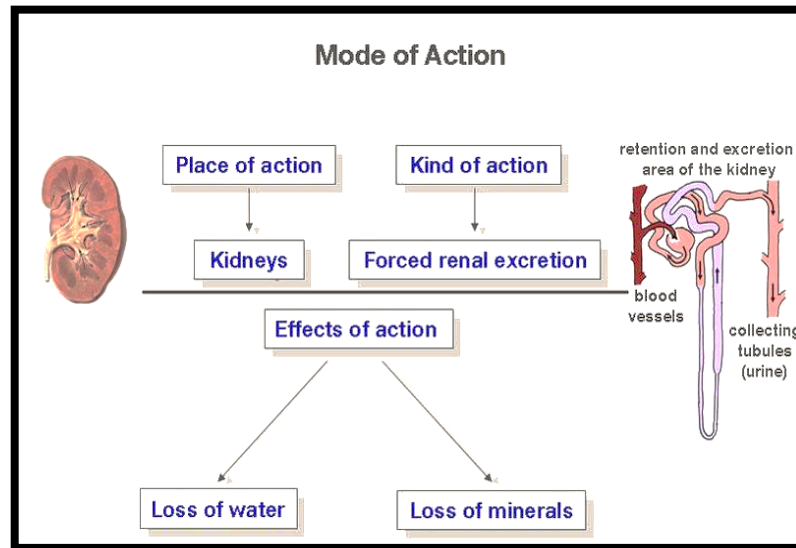 Mode of Action
Place of action
Kind of action
retention and excretion
area of the kidney
Kidneys
Forced renal excretion
blood
vessels
collecting
tubules
(urine)
Effects of action
Loss of water
Loss of minerals